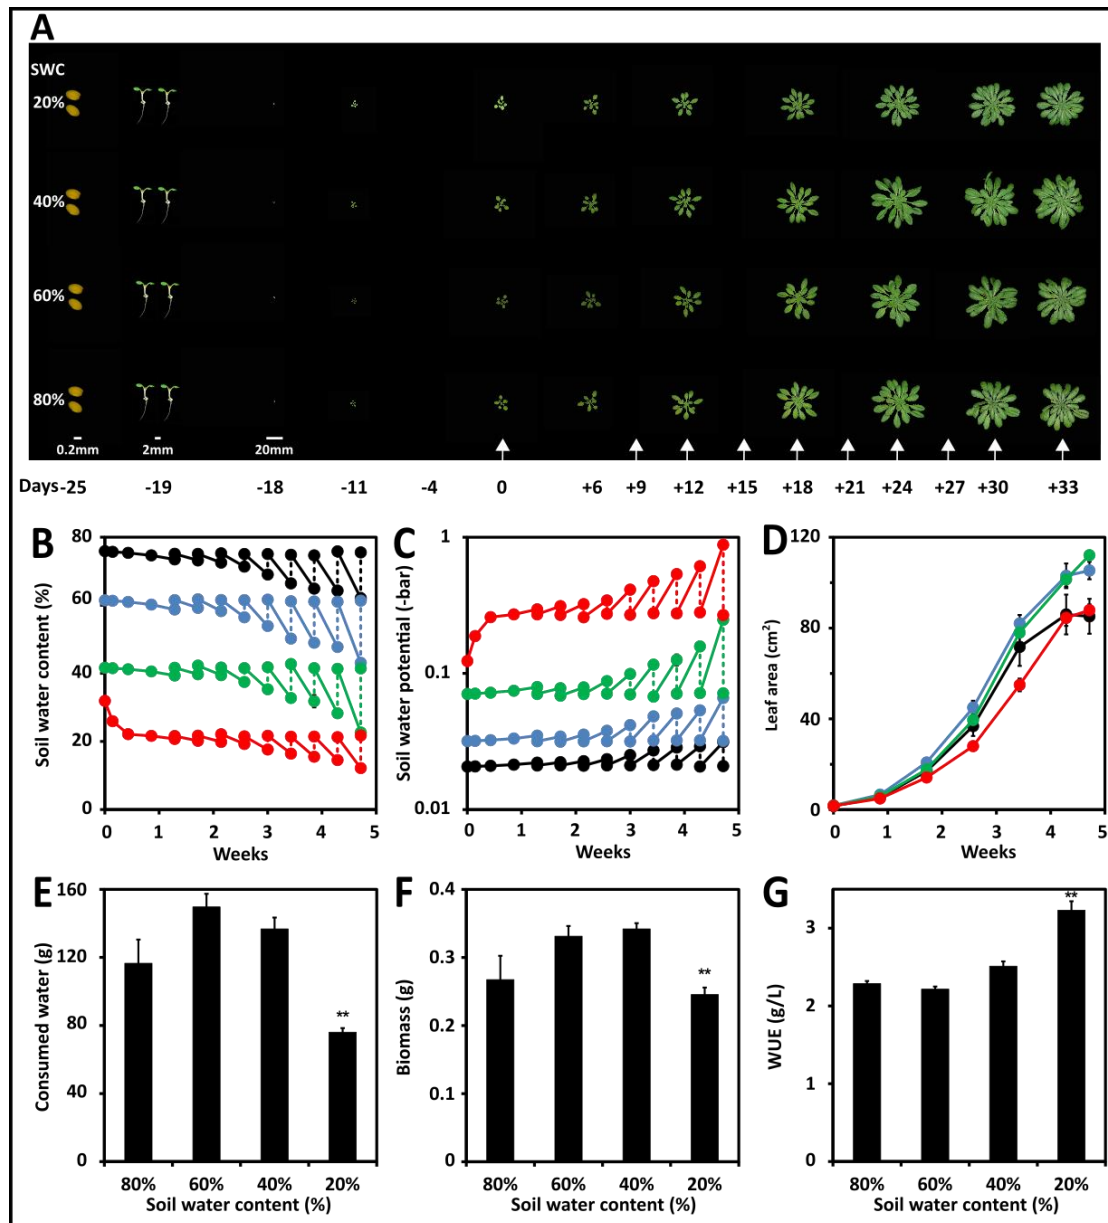 A
SWC
20%
40%
60%
80%
0.2mm 2mm 20mm
Days -25 -19 -18 -11 -4 0 +6 +9 +12 +15 +18 +21 +24 +27 +30 +33
B
Soil water content (%)
80
60
40
20
0
0 1 2 3 4 5
Weeks
C
Soil water potential (-bar)
1
0.1
0.01
0 1 2 3 4 5
Weeks
D
Leaf area (cm²)
120
80
40
0
0 1 2 3 4 5
Weeks
E
Consumed water (g)
160
120
80
40
0
**
80% 60% 40% 20%
Soil water content (%)
F
Biomass (g)
0.4
0.3
0.2
0.1
0
**
80% 60% 40% 20%
Soil water content (%)
G
WUE (g/L)
3
2
1
0
**
80% 60% 40% 20%
Soil water content (%)